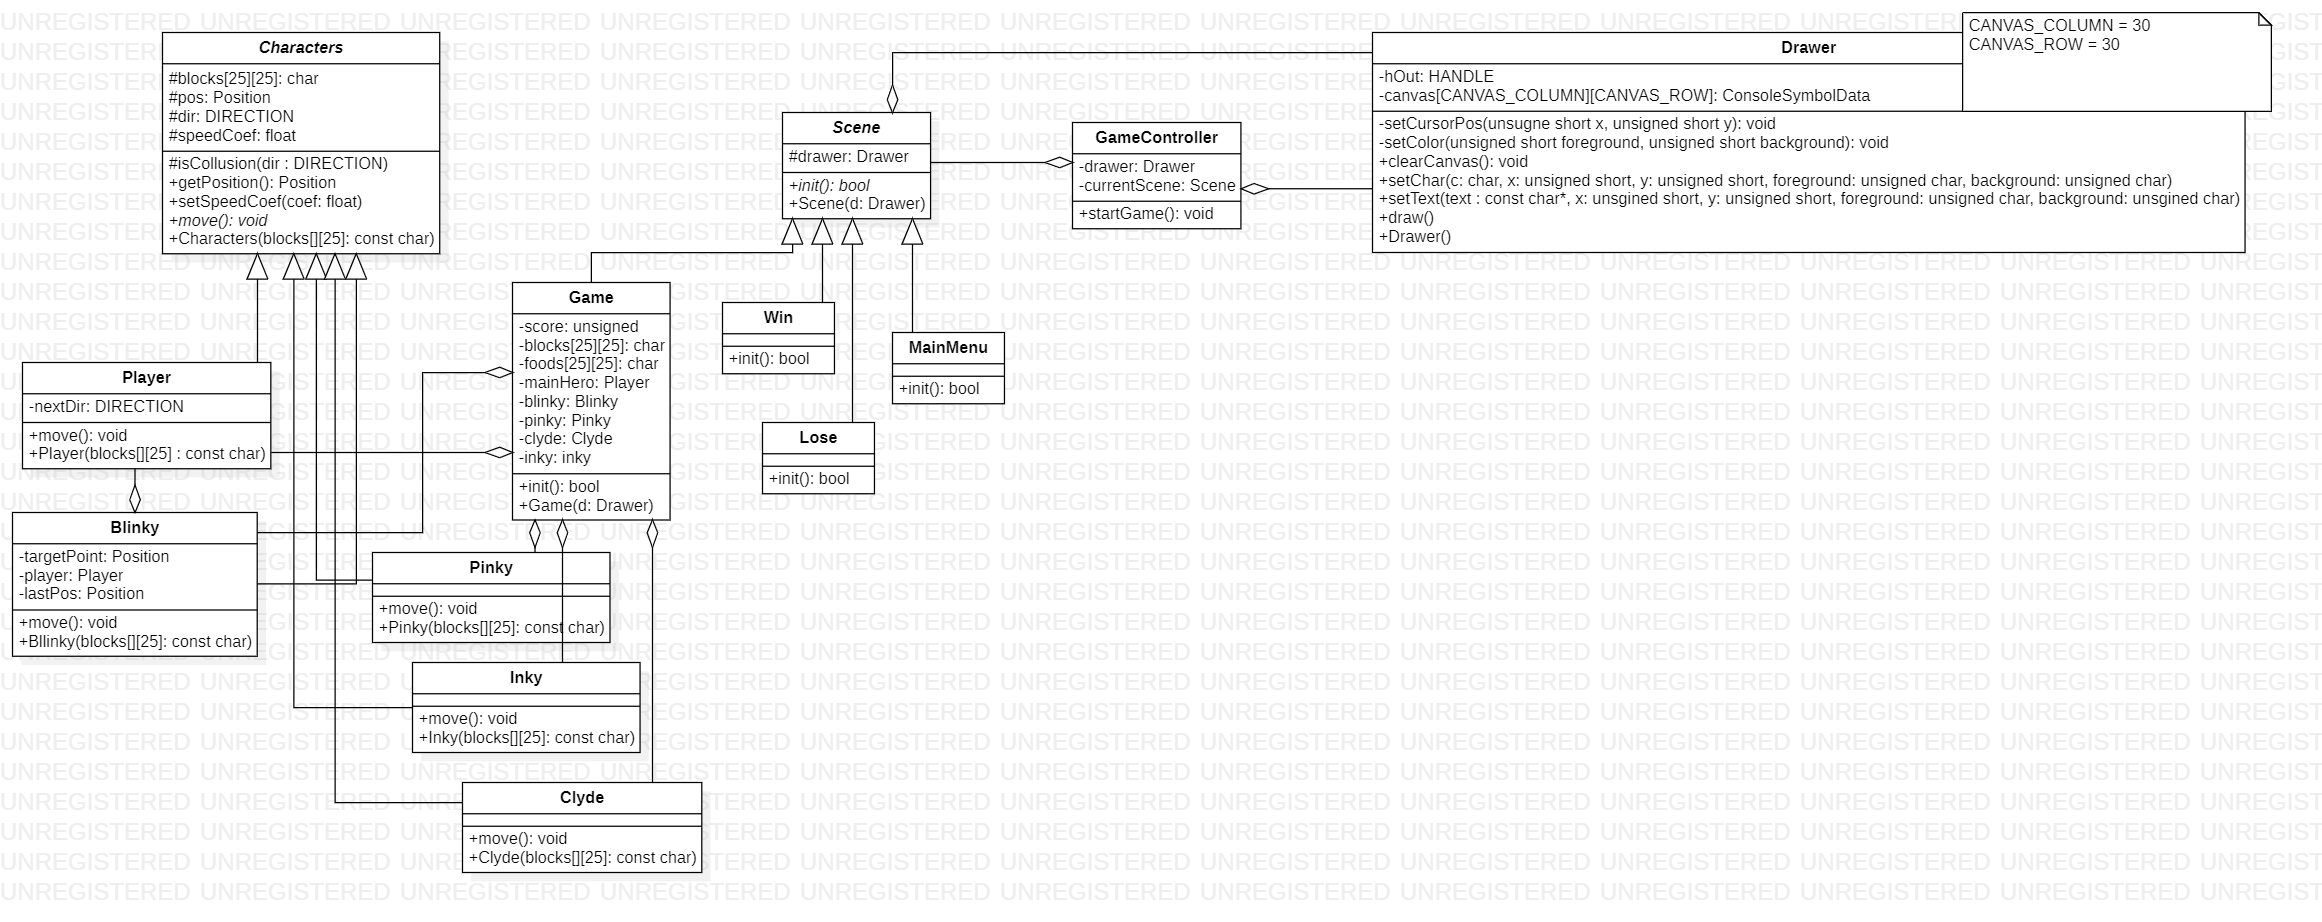 Characters
#blocks[25][25]: char
#pos: Position
#dir: DIRECTION
#speedCoef: float
#isCollusion(dir : DIRECTION)
+getPosition(): Position
+setSpeedCoef(coef: float)
+move(): void
+Characters(blocks[][25]: const char)
Player
-nextDir: DIRECTION
+move(): void
+Player(blocks[][25] : const char)
Blinky
-targetPoint: Position
-player: Player
-lastPos: Position
+move(): void
+Bllinky(blocks[][25]: const char)
Pinky
+move(): void
+Pinky(blocks[][25]: const char)
Inky
+move(): void
+Inky(blocks[][25]: const char)
Clyde
+move(): void
+Clyde(blocks[][25]: const char)
Game
-score: unsigned
-blocks[25][25]: char
-foods[25][25]: char
-mainHero: Player
-blinky: Blinky
-pinky: Pinky
-clyde: Clyde
-inky: inky
+init(): bool
+Game(d: Drawer)
Scene
#drawer: Drawer
+init(): bool
+Scene(d: Drawer)
Win
+init(): bool
Lose
+init(): bool
MainMenu
+init(): bool
GameController
-drawer: Drawer
-currentScene: Scene
+startGame(): void
Drawer
-hOut: HANDLE
-canvas[CANVAS_COLUMN][CANVAS_ROW]: ConsoleSymbolData
-setCursorPos(unsugne short x, unsigned short y): void
-setColor(unsigned short foreground, unsigned short background): void
+clearCanvas(): void
+setChar(c: char, x: unsigned short, y: unsigned short, foreground: unsigned char, background: unsigned char)
+setText(text : const char*, x: unsgined short, y: unsigned short, foreground: unsigned char, background: unsgined char)
+draw()
+Drawer()
CANVAS_COLUMN = 30
CANVAS_ROW = 30
UNREGISTERED